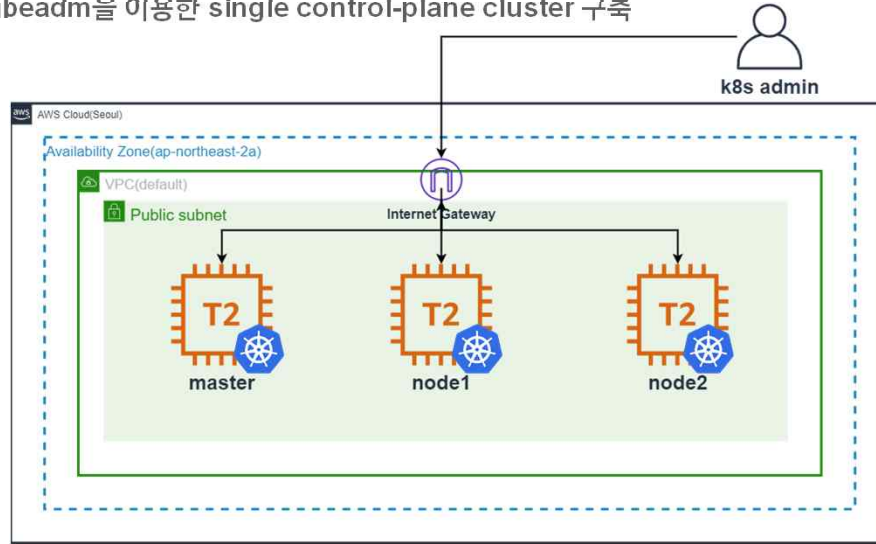 beadm을 이용한 single control-plane cluster 구축
k8s admin
aws
AWS Cloud(Seoul)
Availability Zone(ap-northeast-2a)
VPC(default)
Public subnet
Internet Gateway
T2
T2
T2
master
node1
node2